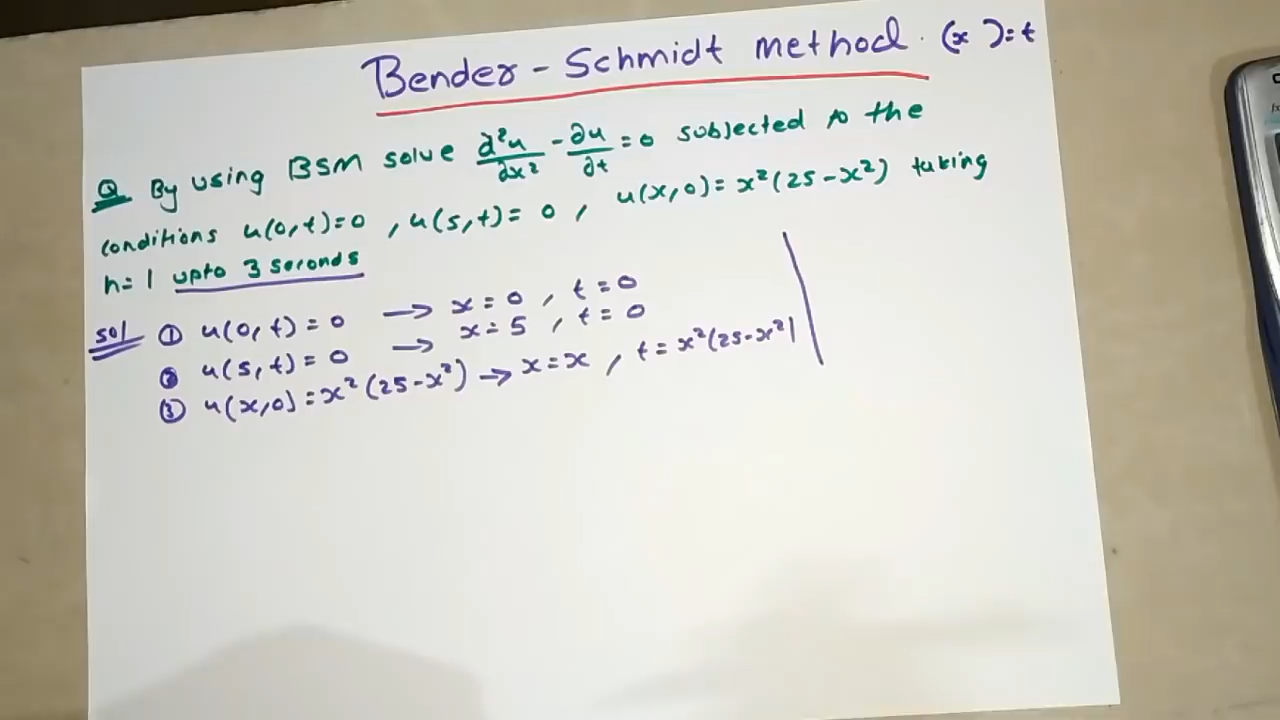 Bender-Schmidt method. (x )=t
Q By using BSM solve ∂²u/∂x² - ∂u/∂t = 0 subjected to the
conditions u(0,t)=0 , u(5,t)= 0 , u(x,0)= x²(25-x²) taking
h=1 upto 3 seconds
Sol ① u(0,t)=0 → x=0 , t=0
② u(5,t)=0 → x=5 , t=0
③ u(x,0)=x²(25-x²) → x=x , t=x²(25-x²)